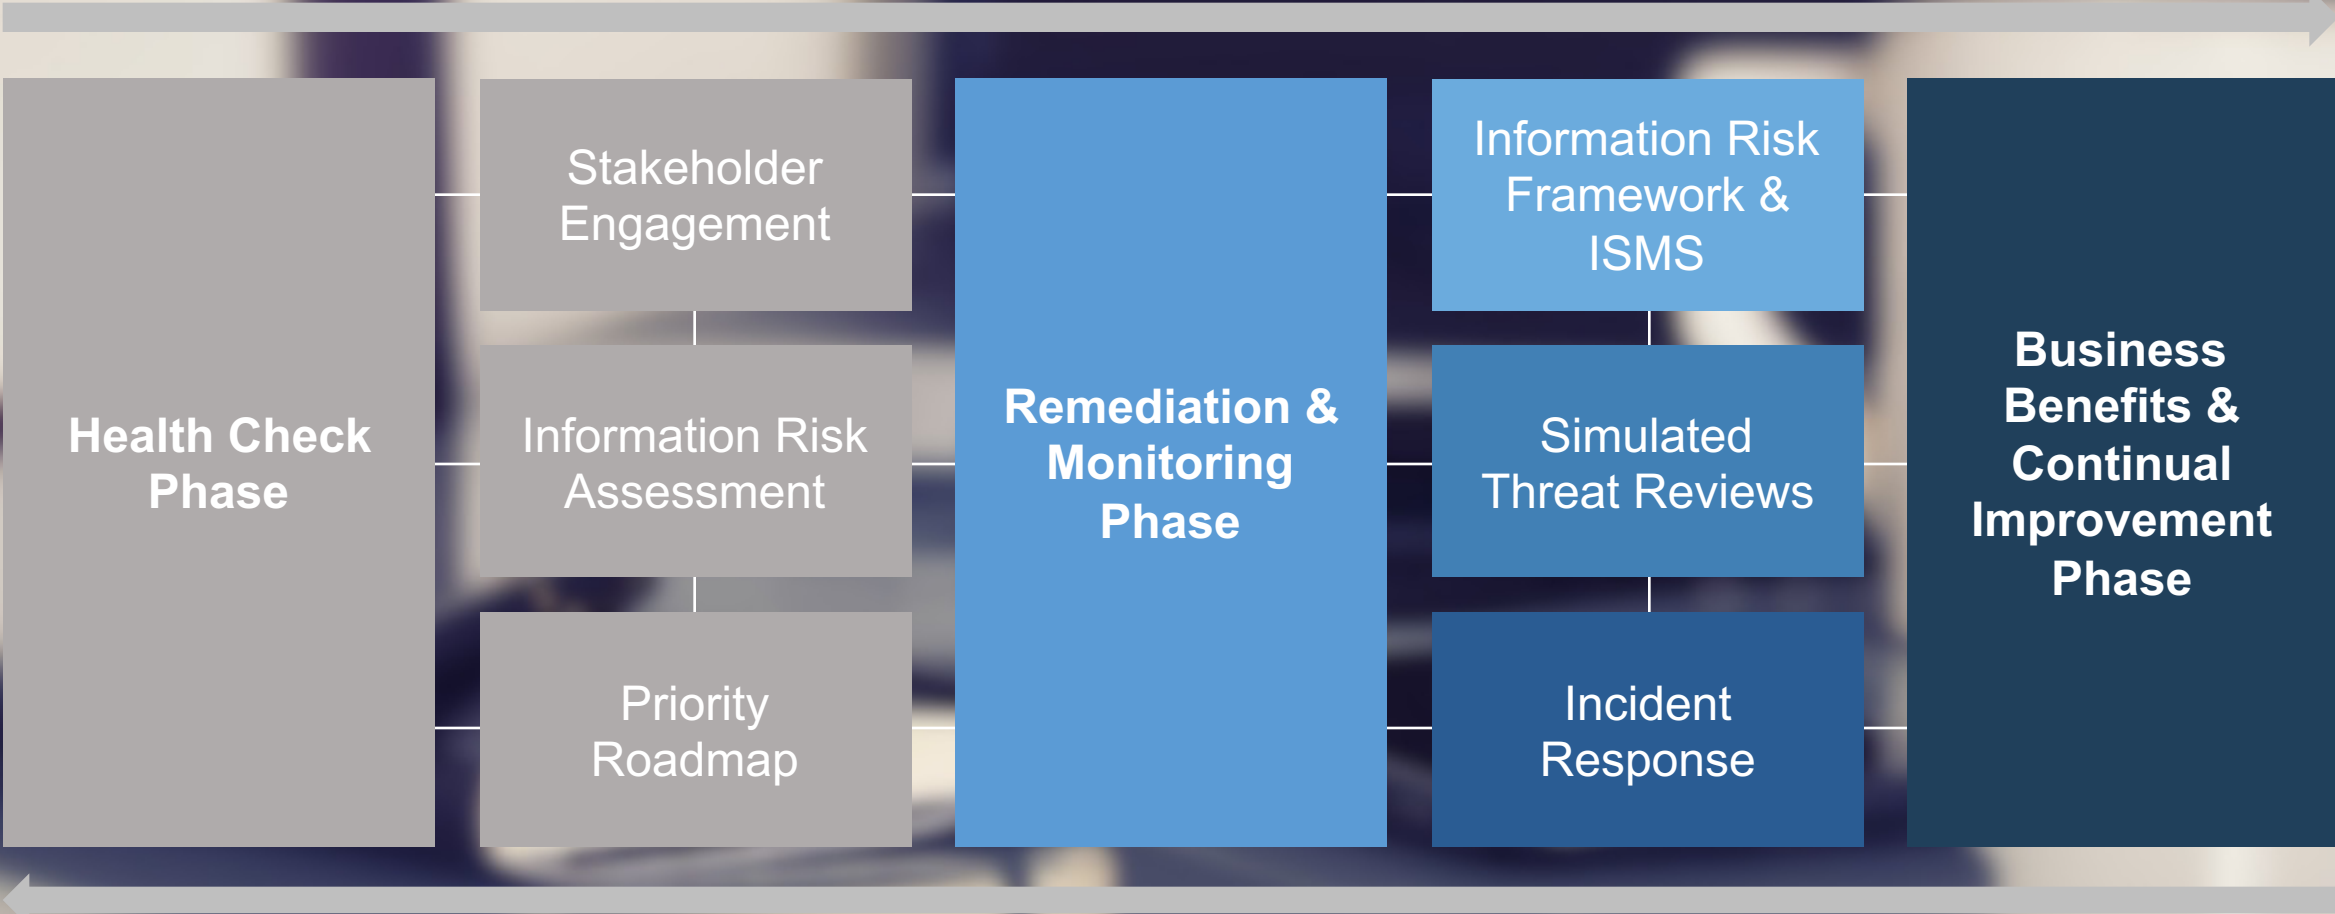 Health Check
Phase
Stakeholder
Engagement
Information Risk
Assessment
Priority
Roadmap
Remediation &
Monitoring
Phase
Information Risk
Framework &
ISMS
Simulated
Threat Reviews
Incident
Response
Business
Benefits &
Continual
Improvement
Phase